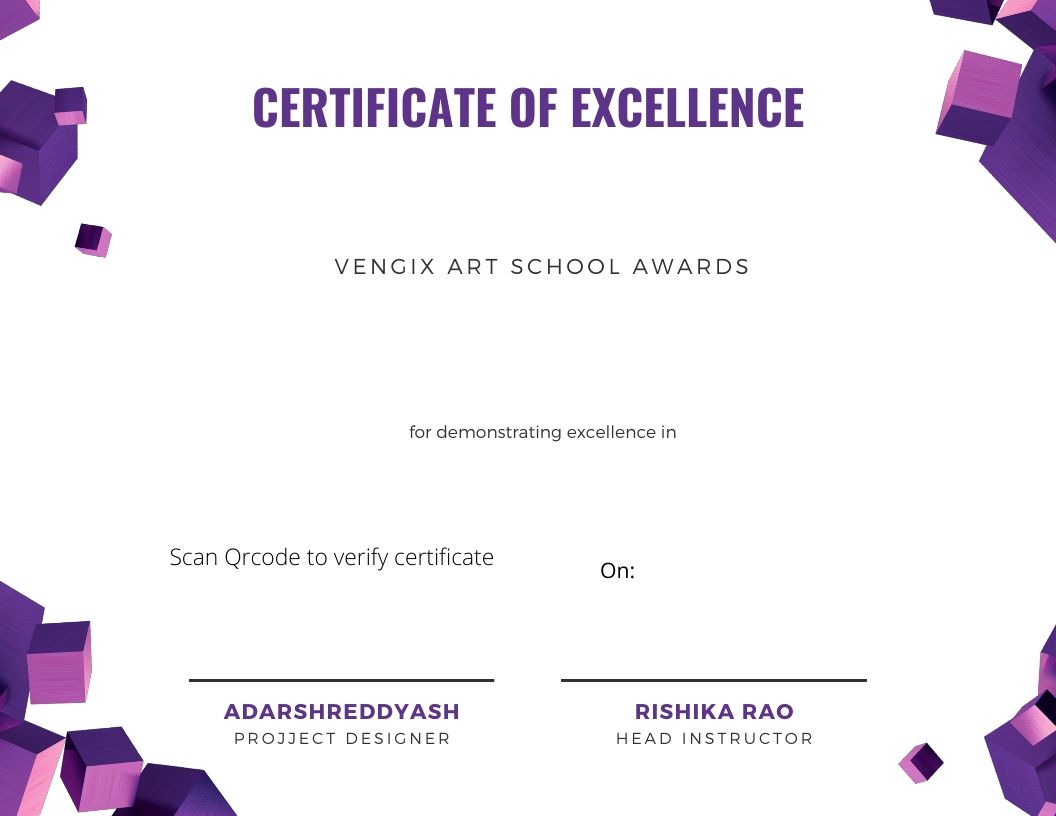 CERTIFICATE OF EXCELLENCE
VENGIX ART SCHOOL AWARDS
for demonstrating excellence in
Scan Qrcode to verify certificate
On:
ADARSHREDDYASH
PROJJECT DESIGNER
RISHIKA RAO
HEAD INSTRUCTOR